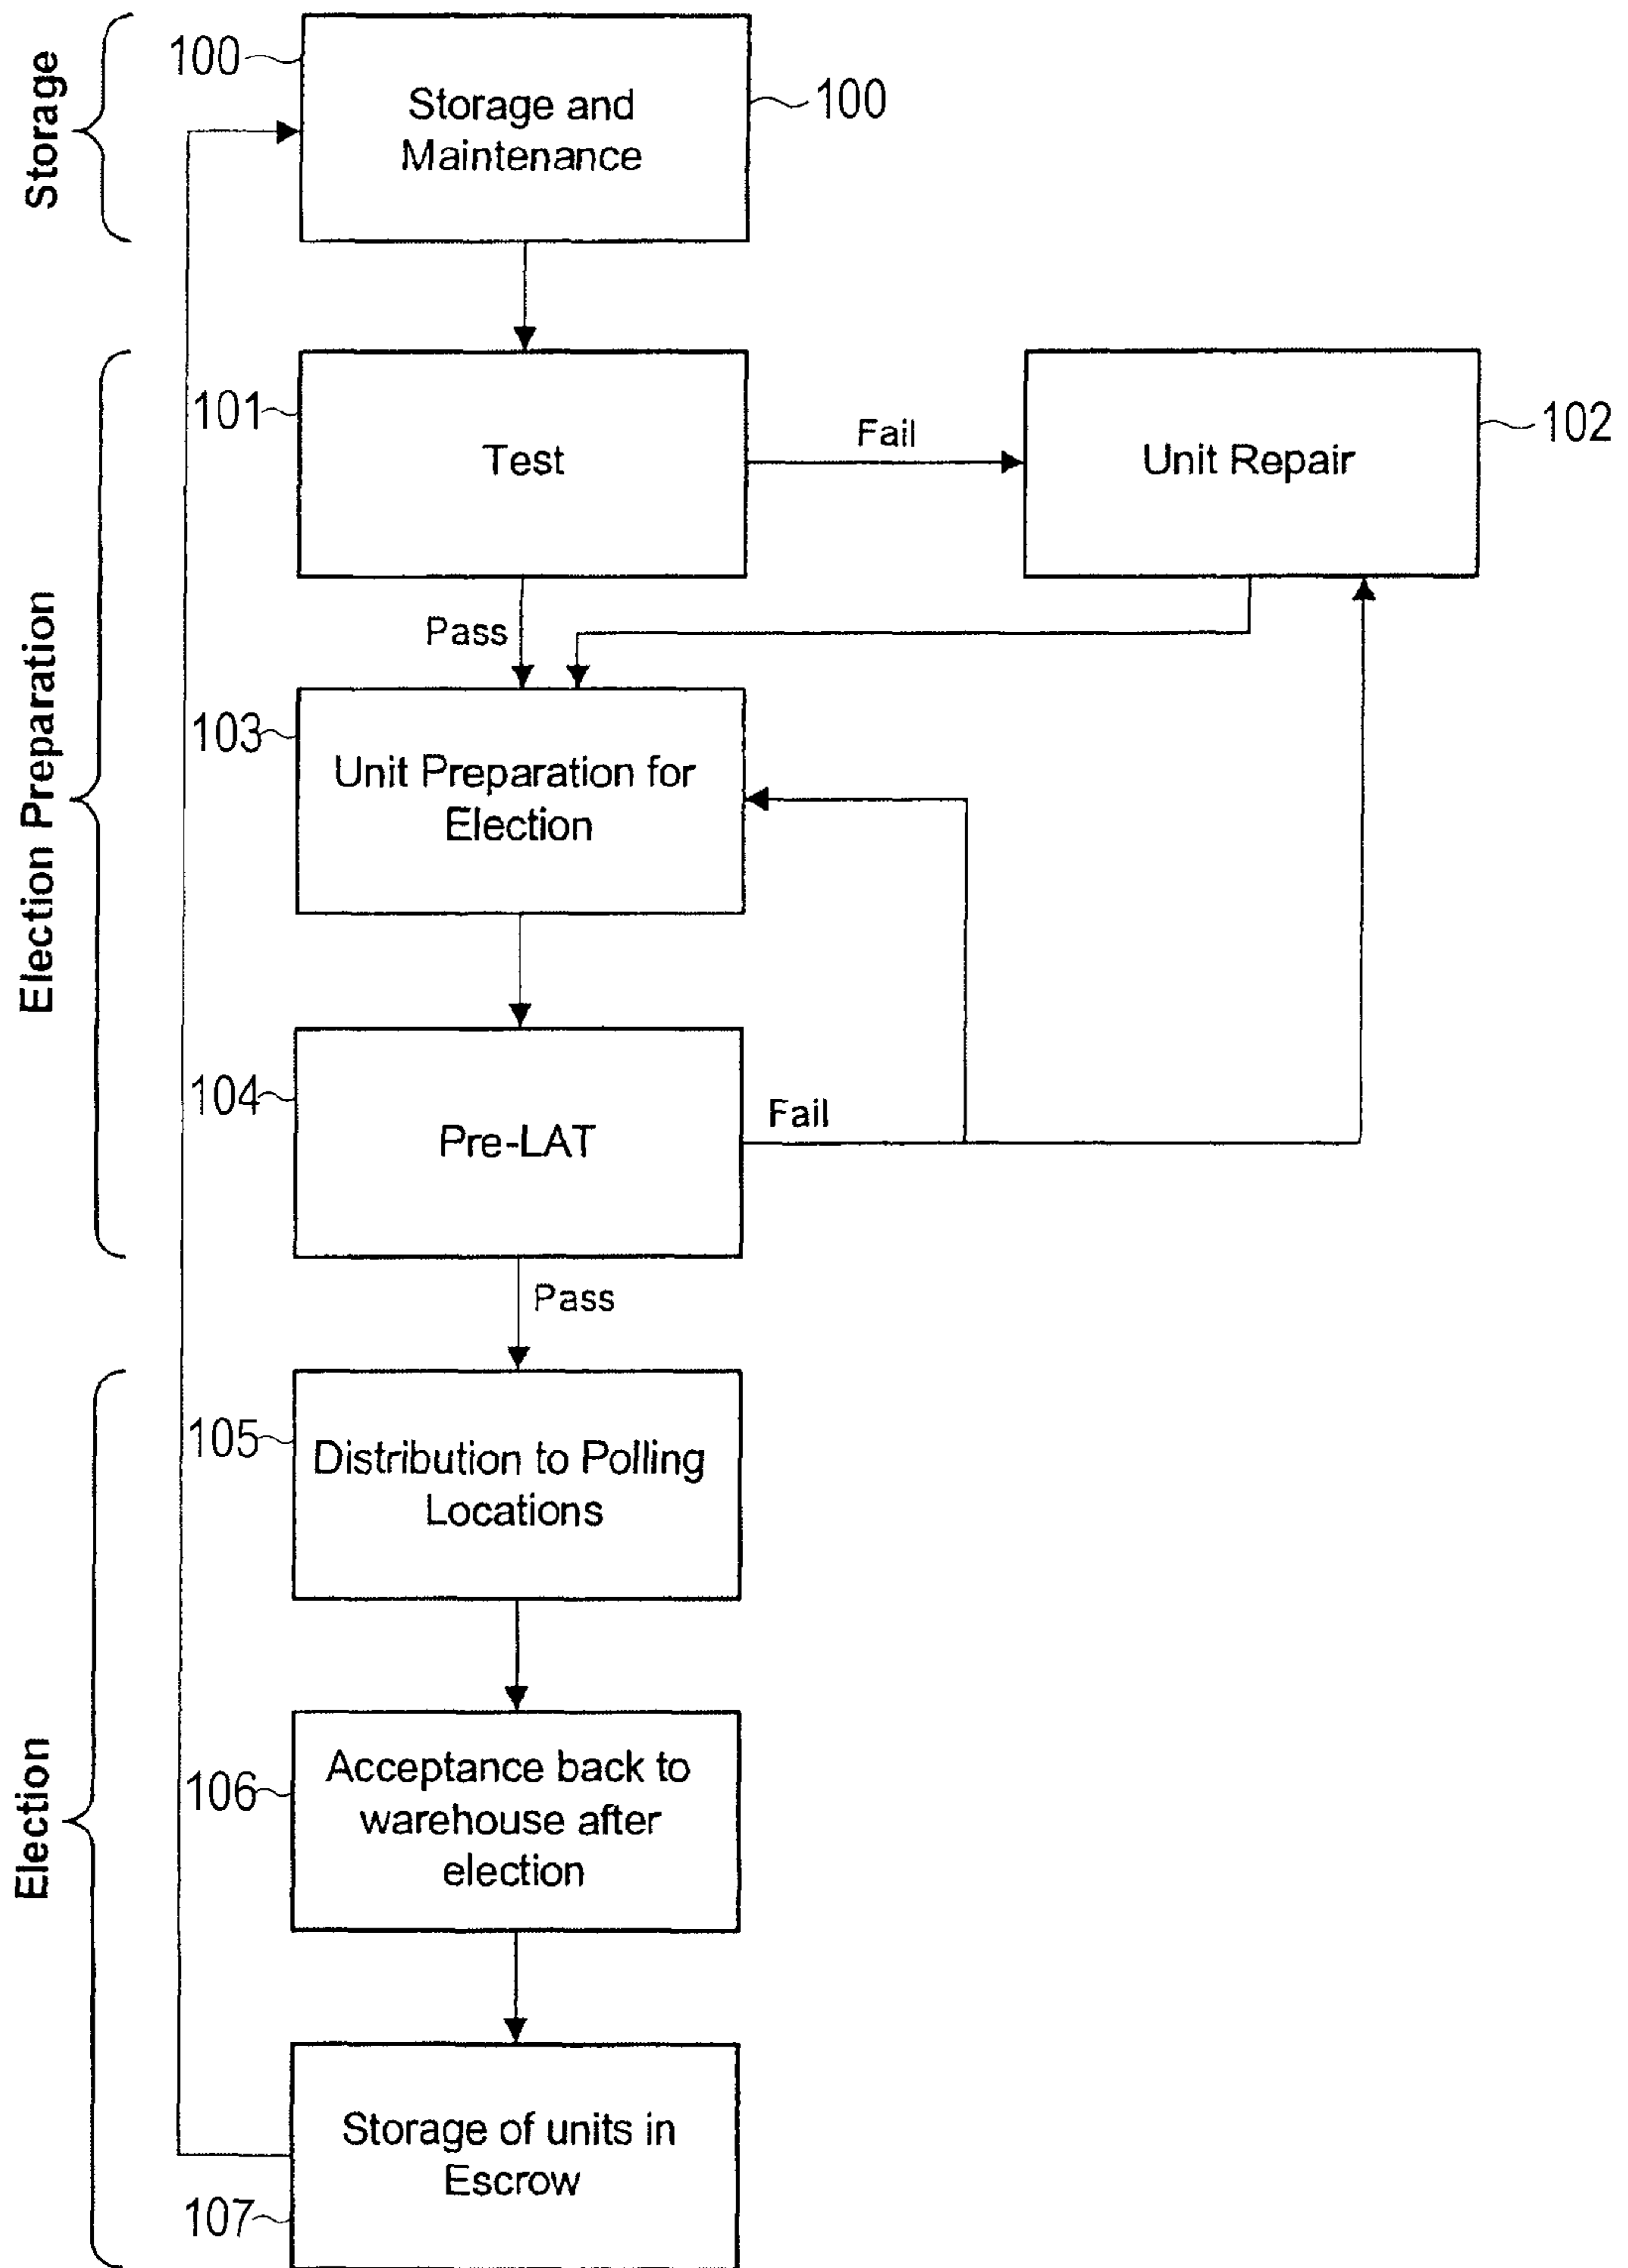 Storage
100
Storage and
Maintenance
100
Election Preparation
101
Test
Fail
Unit Repair
102
Pass
103
Unit Preparation for
Election
104
Pre-LAT
Fail
Pass
Election
105
Distribution to Polling
Locations
106
Acceptance back to
warehouse after
election
Storage of units in
Escrow
107